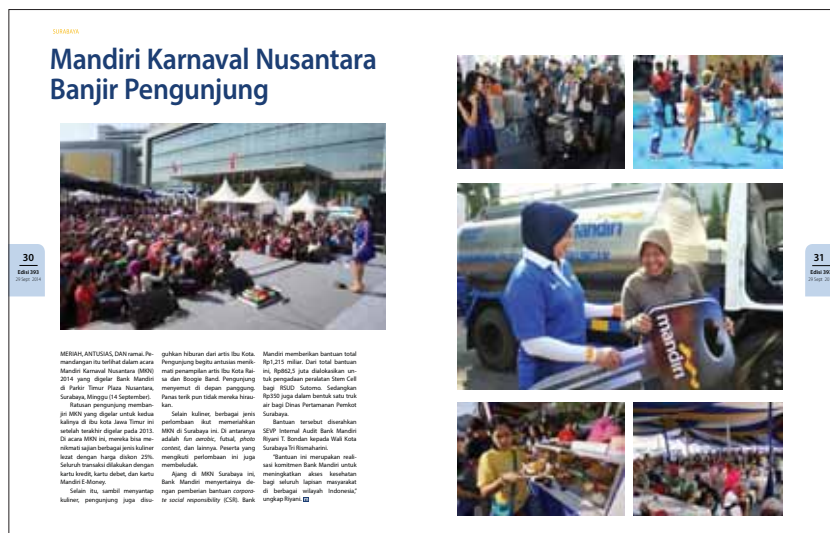 SURABAYA
Mandiri Karnaval Nusantara
Banjir Pengunjung
30
Edisi 393
29 Sept 2014
MERIAH, ANTUSIAS, DAN ramai. Pe-
mandangan itu terlihat dalam acara
Mandiri Karnaval Nusantara (MKN)
2014 yang digelar Bank Mandiri
di Parkir Timur Plaza Nusantara,
Surabaya, Minggu (14 September).
Ratusan pengunjung memban-
jiri MKN yang digelar untuk kedua
kalinya di ibu kota Jawa Timur ini
setelah terakhir digelar pada 2013.
Di acara MKN ini, mereka bisa me-
nikmati sajian berbagai jenis kuliner
lezat dengan harga diskon 25%.
Seluruh transaksi dilakukan dengan
kartu kredit, kartu debet, dan kartu
Mandiri E-Money.
Selain itu, sambil menyantap
kuliner, pengunjung juga disu-
guhkan hiburan dari artis Ibu Kota.
Pengunjung begitu antusias menik-
mati penampilan artis Ibu Kota Rai-
sa dan Boogie Band. Pengunjung
menyemut di depan panggung.
Panas terik pun tidak mereka hirau-
kan.
Selain kuliner, berbagai jenis
perlombaan ikut memeriahkan
MKN di Surabaya ini. Di antaranya
adalah fun aerobic, futsal, photo
contest, dan lainnya. Peserta yang
mengikuti perlombaan ini juga
membeludak.
Ajang di MKN Surabaya ini,
Bank Mandiri menyertainya de-
ngan pemberian bantuan corpora-
te social responsibility (CSR). Bank
Mandiri memberikan bantuan total
Rp1,215 miliar. Dari total bantuan
ini, Rp862,5 juta dialokasikan un-
tuk pengadaan peralatan Stem Cell
bagi RSUD Sutomo. Sedangkan
Rp350 juga dalam bentuk satu truk
air bagi Dinas Pertamanan Pemkot
Surabaya.
Bantuan tersebut diserahkan
SEVP Internal Audit Bank Mandiri
Riyani T. Bondan kepada Wali Kota
Surabaya Tri Rismaharini.
"Bantuan ini merupakan reali-
sasi komitmen Bank Mandiri untuk
meningkatkan akses kesehatan
bagi seluruh lapisan masyarakat
di berbagai wilayah Indonesia,"
ungkap Riyani.
mandiri
mandiri
31
Edisi 393
29 Sept